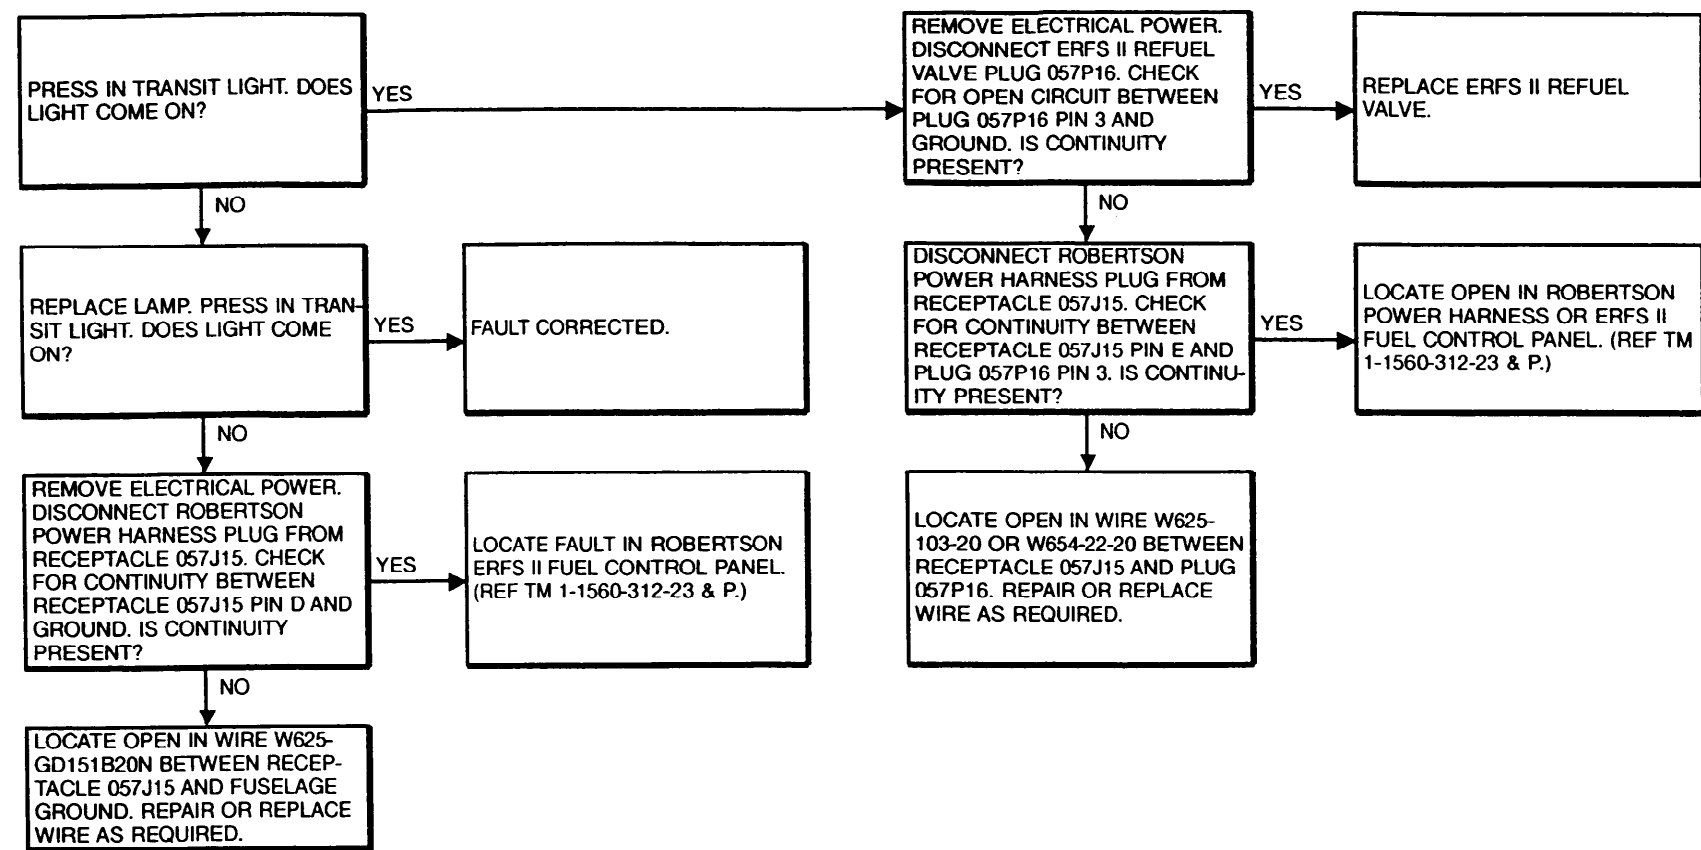 PRESS IN TRANSIT LIGHT. DOES
LIGHT COME ON?
YES
REMOVE ELECTRICAL POWER.
DISCONNECT ERFS II REFUEL
VALVE PLUG 057P16. CHECK
FOR OPEN CIRCUIT BETWEEN
PLUG 057P16 PIN 3 AND
GROUND. IS CONTINUITY
PRESENT?
YES
REPLACE ERFS II REFUEL
VALVE.
NO
NO
REPLACE LAMP. PRESS IN TRAN-
SIT LIGHT. DOES LIGHT COME
ON?
YES
FAULT CORRECTED.
DISCONNECT ROBERTSON
POWER HARNESS PLUG FROM
RECEPTACLE 057J15. CHECK
FOR CONTINUITY BETWEEN
RECEPTACLE 057J15 PIN E AND
PLUG 057P16 PIN 3. IS CONTINU-
ITY PRESENT?
YES
LOCATE OPEN IN ROBERTSON
POWER HARNESS OR ERFS II
FUEL CONTROL PANEL. (REF TM
1-1560-312-23 & P.)
NO
NO
REMOVE ELECTRICAL POWER.
DISCONNECT ROBERTSON
POWER HARNESS PLUG FROM
RECEPTACLE 057J15. CHECK
FOR CONTINUITY BETWEEN
RECEPTACLE 057J15 PIN D AND
GROUND. IS CONTINUITY
PRESENT?
YES
LOCATE FAULT IN ROBERTSON
ERFS II FUEL CONTROL PANEL.
(REF TM 1-1560-312-23 & P.)
LOCATE OPEN IN WIRE W625-
103-20 OR W654-22-20 BETWEEN
RECEPTACLE 057J15 AND PLUG
057P16. REPAIR OR REPLACE
WIRE AS REQUIRED.
NO
LOCATE OPEN IN WIRE W625-
GD151B20N BETWEEN RECEP-
TACLE 057J15 AND FUSELAGE
GROUND. REPAIR OR REPLACE
WIRE AS REQUIRED.